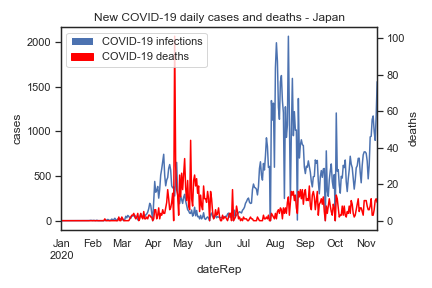 New COVID-19 daily cases and deaths - Japan
COVID-19 infections
COVID-19 deaths
2000
1500
1000
500
0
cases
100
80
60
40
20
0
deaths
Jan Feb Mar Apr May Jun Jul Aug Sep Oct Nov
2020
dateRep